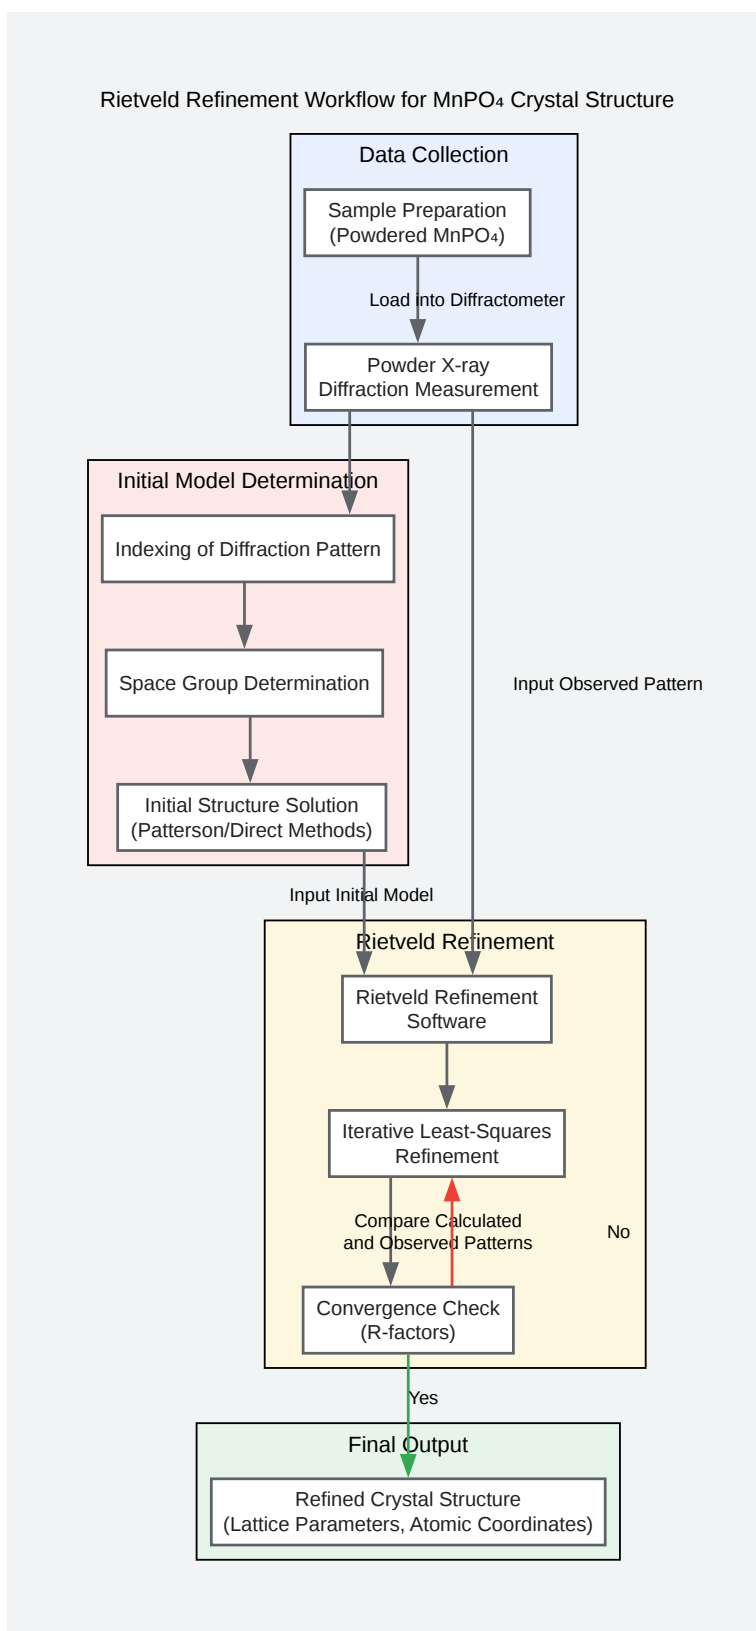 Rietveld Refinement Workflow for MnPO₄ Crystal Structure
Data Collection
Sample Preparation
(Powdered MnPO₄)
Load into Diffractometer
Powder X-ray
Diffraction Measurement
Initial Model Determination
Indexing of Diffraction Pattern
Space Group Determination
Input Observed Pattern
Initial Structure Solution
(Patterson/Direct Methods)
Input Initial Model
Rietveld Refinement
Rietveld Refinement
Software
Iterative Least-Squares
Refinement
Compare Calculated
and Observed Patterns
No
Convergence Check
(R-factors)
Yes
Final Output
Refined Crystal Structure
(Lattice Parameters, Atomic Coordinates)